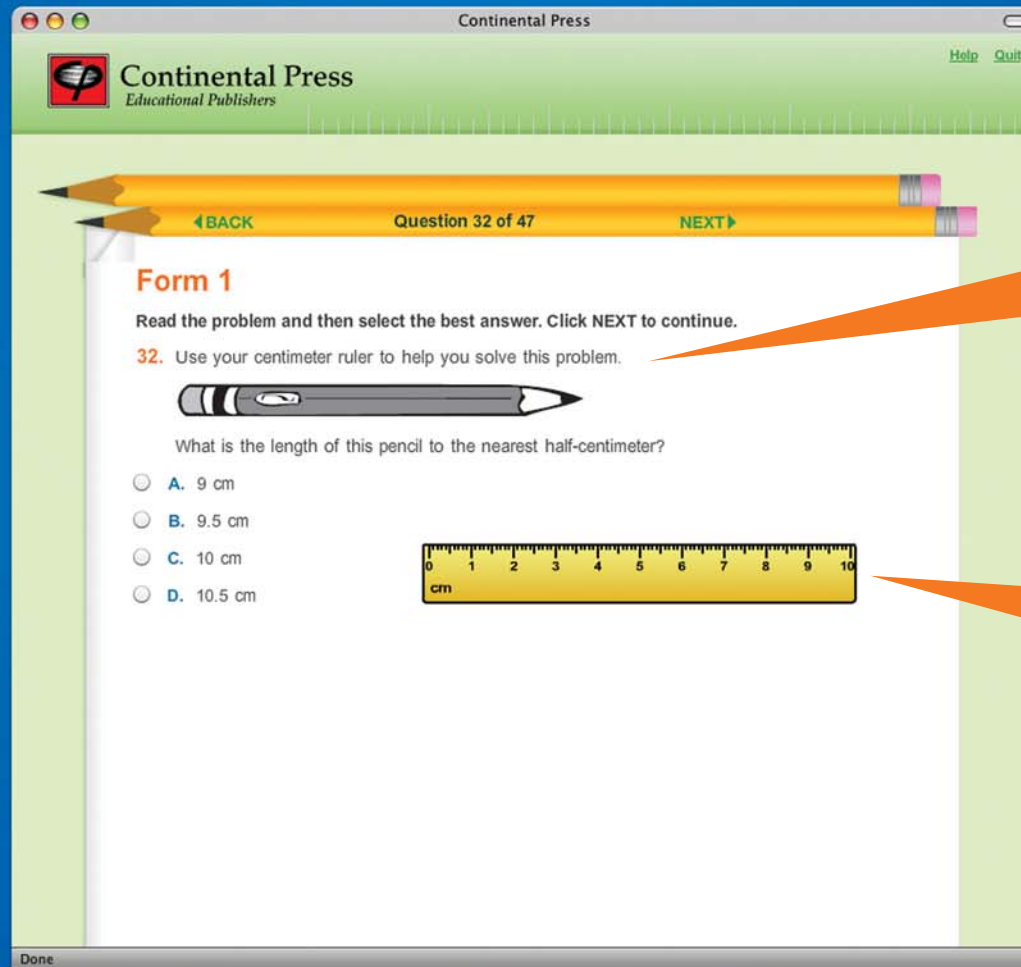 Continental Press
Help Quit
Continental Press
Educational Publishers
BACK Question 32 of 47 NEXT
Form 1
Read the problem and then select the best answer. Click NEXT to continue.
32. Use your centimeter ruler to help you solve this problem.
What is the length of this pencil to the nearest half-centimeter?
A. 9 cm
B. 9.5 cm
C. 10 cm
D. 10.5 cm
0 1 2 3 4 5 6 7 8 9 10
cm
Done